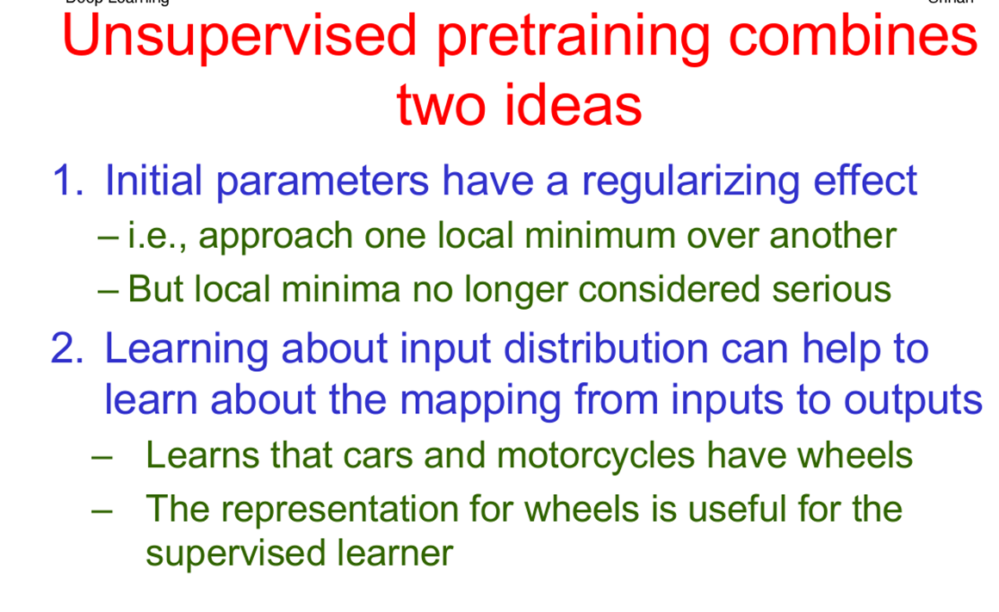 Deep Learning
Srihari
Unsupervised pretraining combines
two ideas
1. Initial parameters have a regularizing effect
– i.e., approach one local minimum over another
– But local minima no longer considered serious
2. Learning about input distribution can help to
learn about the mapping from inputs to outputs
– Learns that cars and motorcycles have wheels
– The representation for wheels is useful for the
supervised learner